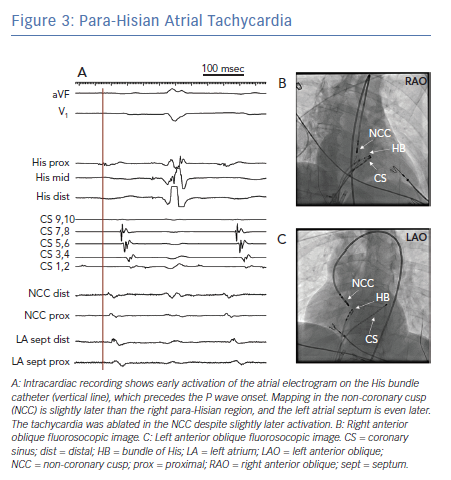 Figure 3: Para-Hisian Atrial Tachycardia
A
100 msec
aVF
V1
His prox
His mid
His dist
CS 9,10
CS 7,8
CS 5,6
CS 3,4
CS 1,2
NCC dist
NCC prox
LA sept dist
LA sept prox
B
RAO
NCC
HB
CS
C
LAO
NCC
HB
CS
A: Intracardiac recording shows early activation of the atrial electrogram on the His bundle
catheter (vertical line), which precedes the P wave onset. Mapping in the non-coronary cusp
(NCC) is slightly later than the right para-Hisian region, and the left atrial septum is even later.
The tachycardia was ablated in the NCC despite slightly later activation. B: Right anterior
oblique fluorosocopic image. C: Left anterior oblique fluorosocopic image. CS = coronary
sinus; dist = distal; HB = bundle of His; LA = left atrium; LAO = left anterior oblique;
NCC = non-coronary cusp; prox = proximal; RAO = right anterior oblique; sept = septum.